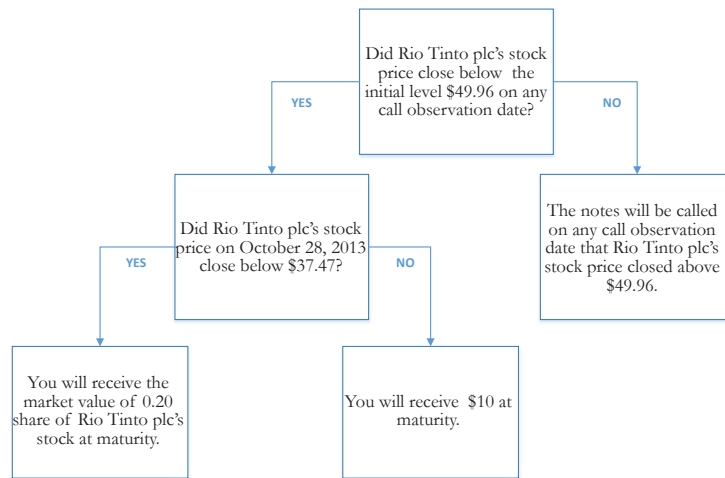 Did Rio Tinto plc's stock
price close below the
initial level $49.96 on any
call observation date?
YES
NO
Did Rio Tinto plc's stock
price on October 28, 2013
close below $37.47?
The notes will be called
on any call observation
date that Rio Tinto plc's
stock price closed above
$49.96.
YES
NO
You will receive the
market value of 0.20
share of Rio Tinto plc's
stock at maturity.
You will receive $10 at
maturity.